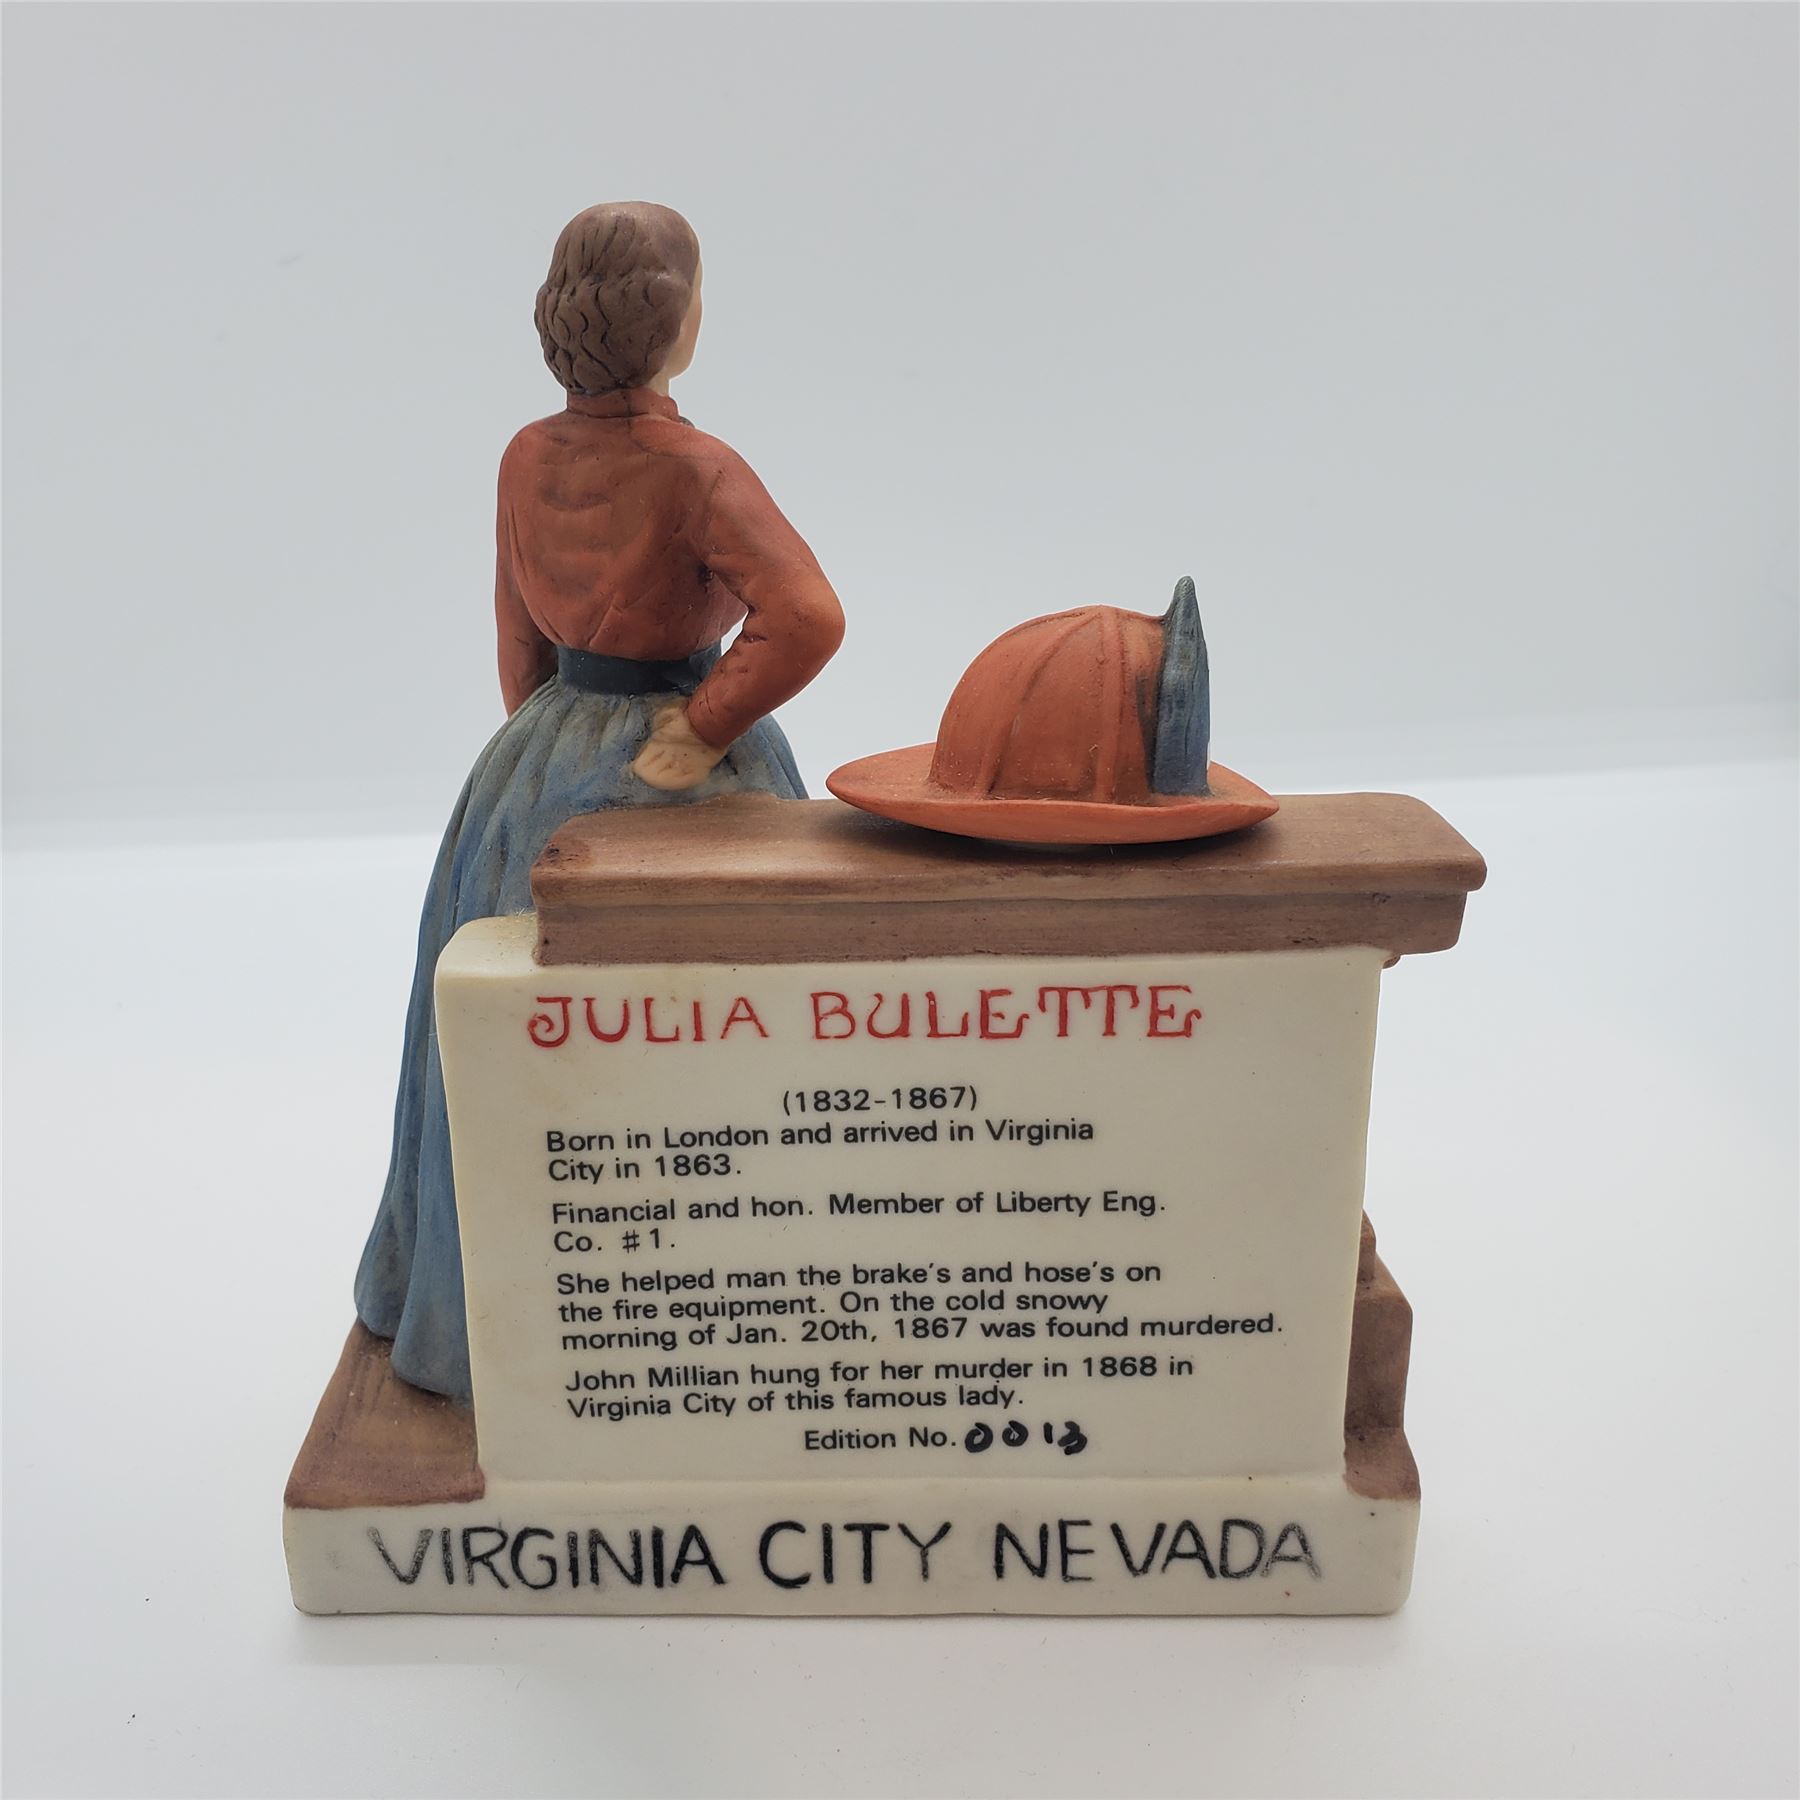 JULIA BULETTE
(1832-1867)
Born in London and arrived in Virginia
City in 1863.
Financial and hon. Member of Liberty Eng.
Co. #1.
She helped man the brake's and hose's on
the fire equipment. On the cold snowy
morning of Jan. 20th, 1867 was found murdered.
John Millian hung for her murder in 1868 in
Virginia City of this famous lady.
Edition No. 0013
VIRGINIA CITY NEVADA